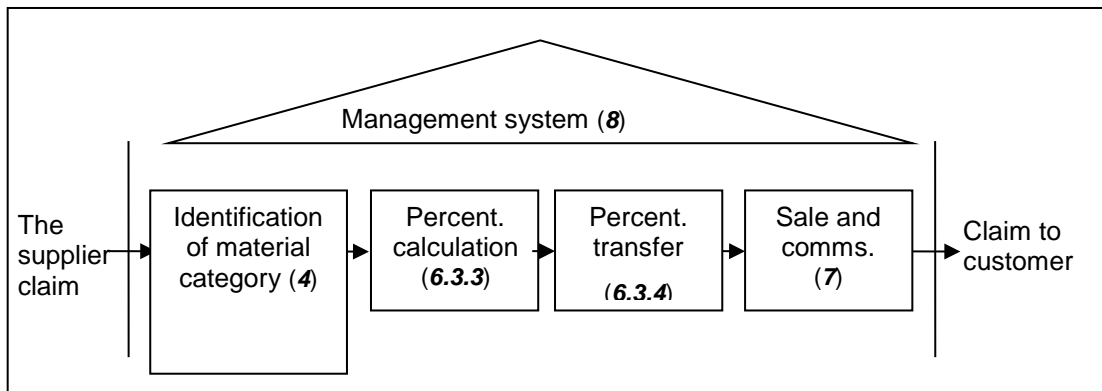 Management system (8)
The
supplier
claim
Identification
of material
category (4)
Percent.
calculation
(6.3.3)
Percent.
transfer
(6.3.4)
Sale and
comms.
(7)
Claim to
customer